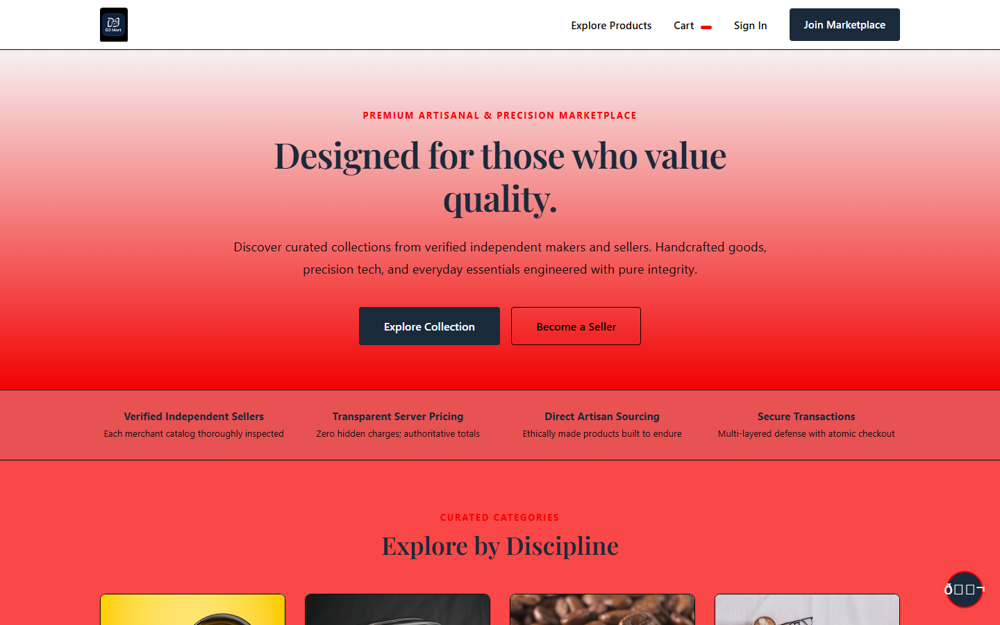 DJ Mart
Explore Products
Cart
Sign In
Join Marketplace
PREMIUM ARTISANAL & PRECISION MARKETPLACE
Designed for those who value
quality.
Discover curated collections from verified independent makers and sellers. Handcrafted goods,
precision tech, and everyday essentials engineered with pure integrity.
Explore Collection
Become a Seller
Verified Independent Sellers
Each merchant catalog thoroughly inspected
Transparent Server Pricing
Zero hidden charges; authoritative totals
Direct Artisan Sourcing
Ethically made products built to endure
Secure Transactions
Multi-layered defense with atomic checkout
CURATED CATEGORIES
Explore by Discipline